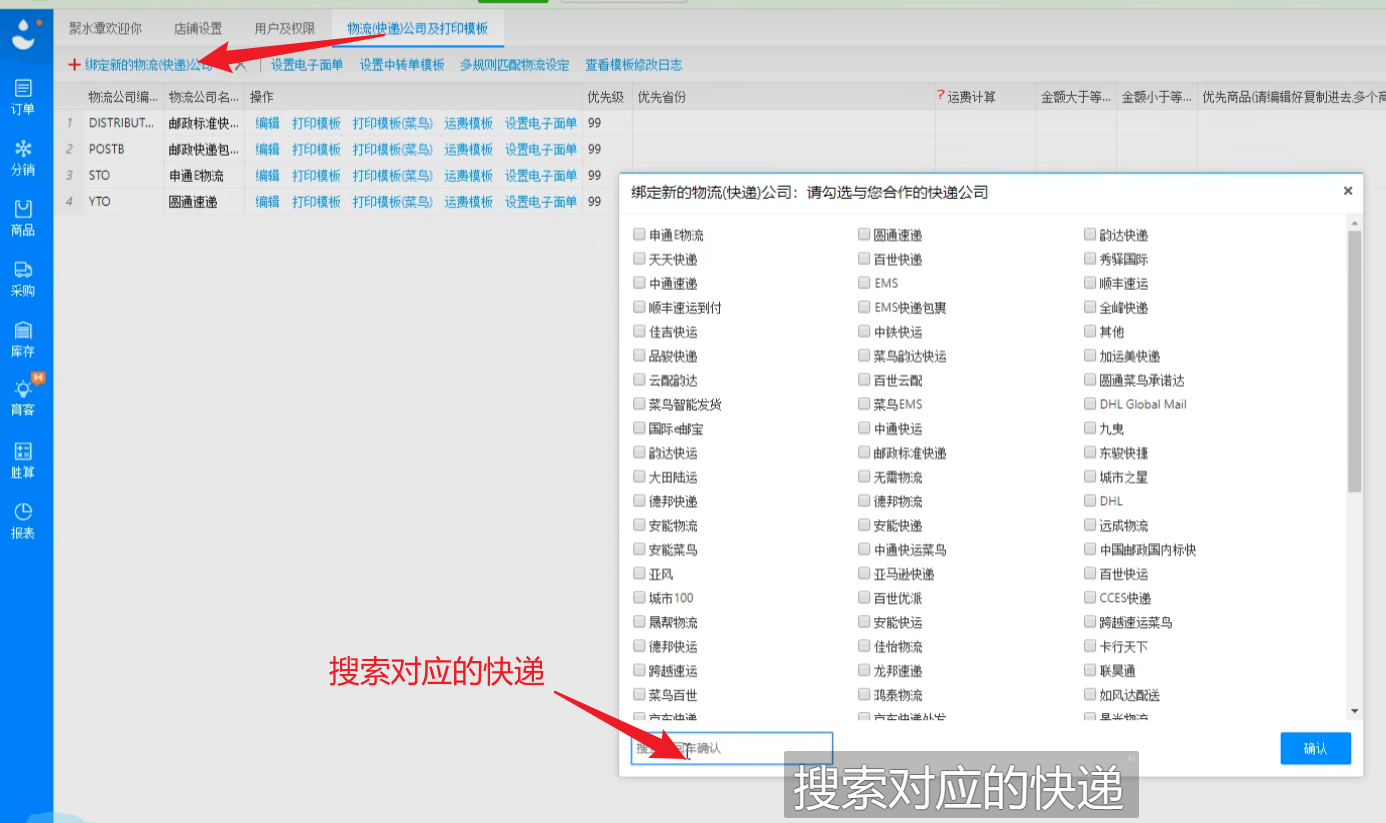 聚水潭欢迎你 店铺设置 用户及权限 物流(快递)公司及打印模板
绑定新的物流(快递)公司 设置电子面单 设置中转单模板 多规则匹配物流设定 查看模板修改日志
物流公司编... 物流公司名... 操作 优先级 优先省份 ? 运费计算 金额大于等... 金额小于等... 优先商品(请编辑好复制进去,多个商
1 DISTRIBUT... 邮政标准快... 编辑 打印模板 打印模板(菜鸟) 运费模板 设置电子面单 99
2 POSTB 邮政快递包... 编辑 打印模板 打印模板(菜鸟) 运费模板 设置电子面单 99
3 STO 申通E物流 编辑 打印模板 打印模板(菜鸟) 运费模板 设置电子面单 99
4 YTO 圆通速递 编辑 打印模板 打印模板(菜鸟) 运费模板 设置电子面单 99
订单
分销
商品
采购
库存
育客
胜算
报表
绑定新的物流(快递)公司：请勾选与您合作的快递公司 ×
申通E物流 圆通速递 韵达快递
天天快递 百世快递 秀驿国际
中通速递 EMS 顺丰速运
顺丰速运到付 EMS快递包裹 全峰快递
佳吉快运 中铁快运 其他
品骏快递 菜鸟韵达快运 加运美快递
云配韵达 百世云配 圆通菜鸟承诺达
菜鸟智能发货 菜鸟EMS DHL Global Mail
国际e邮宝 中通快运 九曳
韵达快运 邮政标准快递 东骏快捷
大田陆运 无需物流 城市之星
德邦快递 德邦物流 DHL
安能物流 安能快递 远成物流
安能菜鸟 中通快运菜鸟 中国邮政国内标快
亚风 亚马逊快递 百世快运
城市100 百世优派 CCES快递
晟帮物流 安能快运 跨越速运菜鸟
德邦快运 佳怡物流 卡行天下
跨越速运 龙邦速递 联昊通
菜鸟百世 鸿泰物流 如风达配送
京东快递
搜索对应的快递
搜 车确认
确认
搜索对应的快递